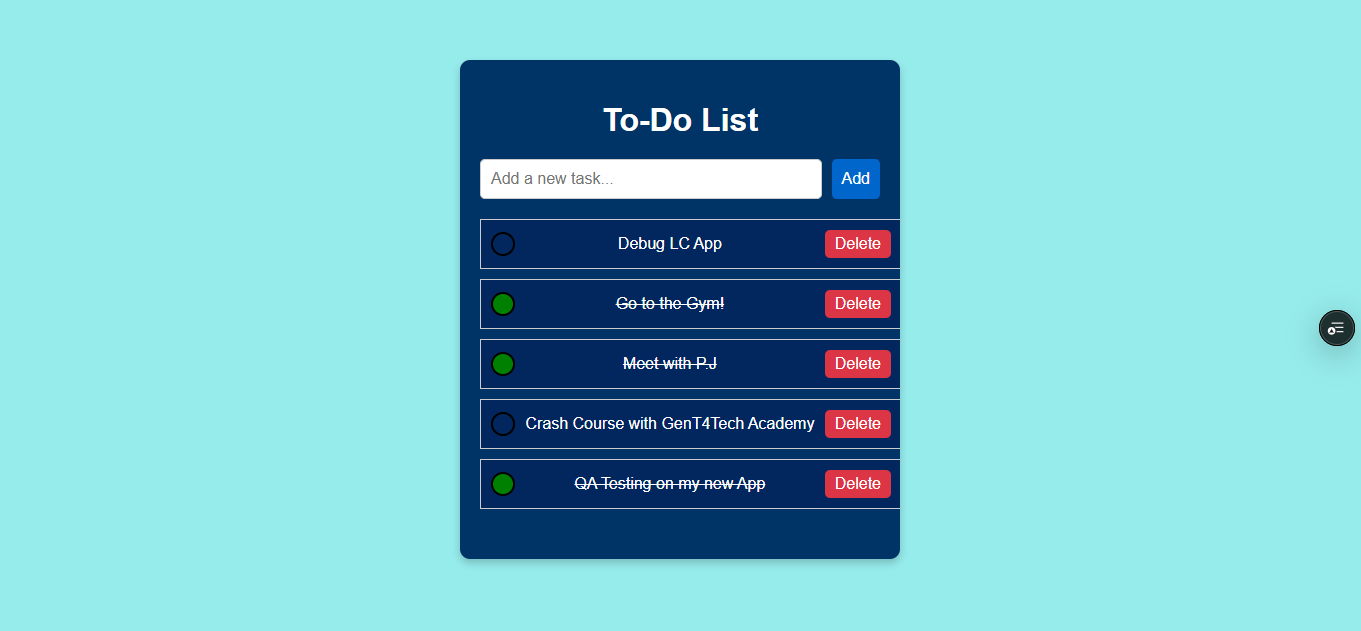 To-Do List
Add a new task...
Add
Debug LC App
Delete
Go to the Gym!
Delete
Meet with P.J
Delete
Crash Course with GenT4Tech Academy
Delete
QA Testing on my new App
Delete